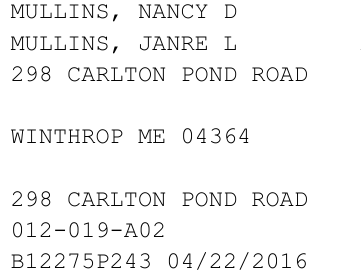 MULLINS, NANCY D
MULLINS, JANRE L
298 CARLTON POND ROAD
WINTHROP ME 04364
298 CARLTON POND ROAD
012-019-A02
B12275P243 04/22/2016